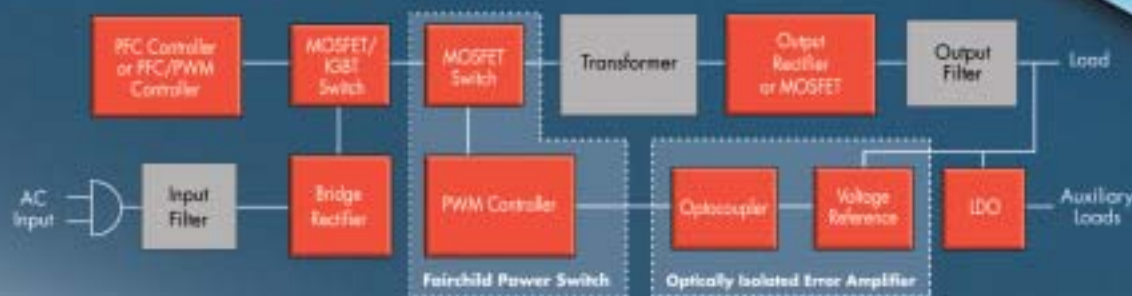 PFC Controller
or PFC/PWM
Controller
MOSFET/
IGBT
Switch
MOSFET
Switch
Transformer
Output
Rectifier
or MOSFET
Output
Filter
Load
AC
Input
Input
Filter
Bridge
Rectifier
PWM Controller
Optocoupler
Voltage
Reference
LDO
Auxiliary
Loads
Fairchild Power Switch
Optically Isolated Error Amplifier